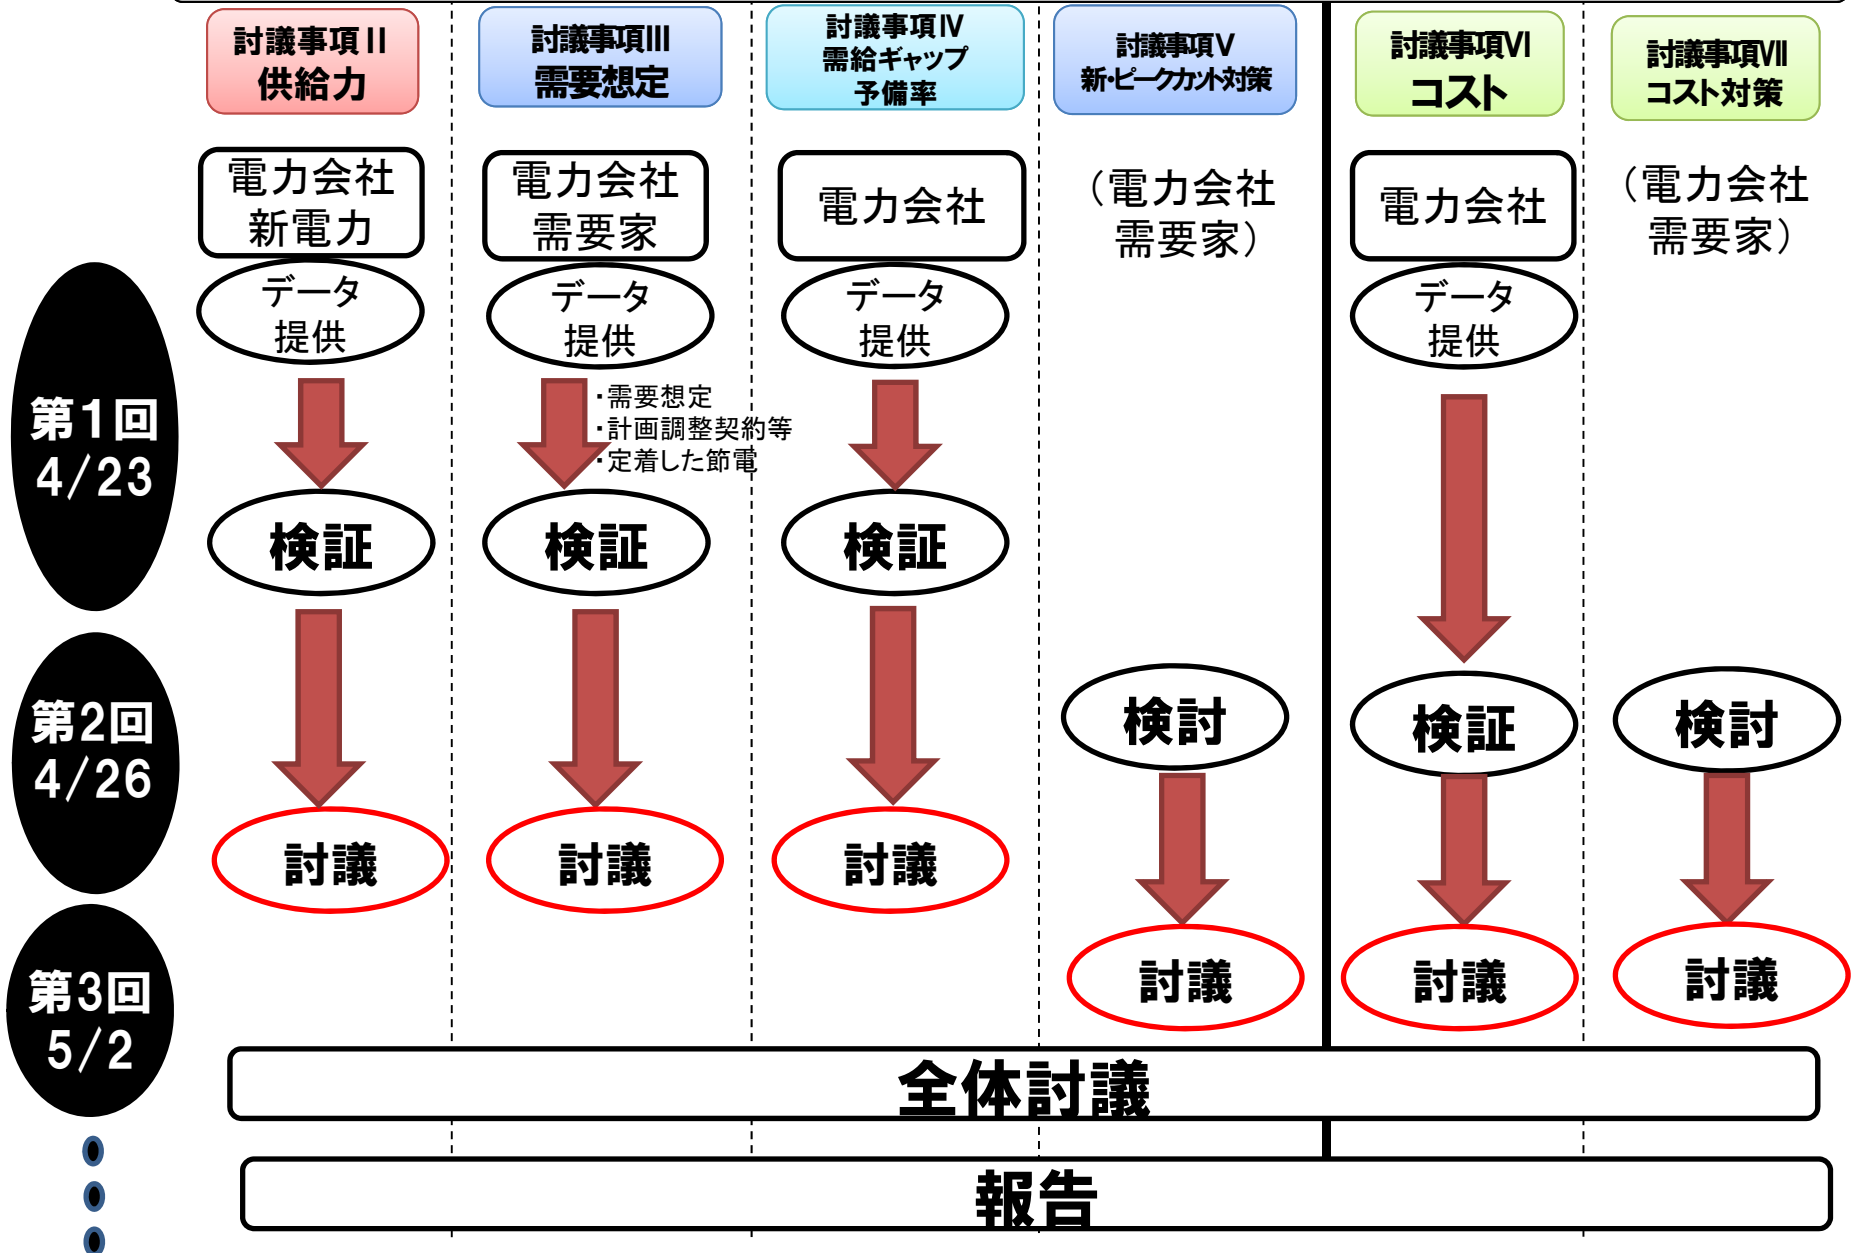 討議事項Ⅱ
供給力
討議事項Ⅲ
需要想定
討議事項Ⅳ
需給ギャップ
予備率
討議事項Ⅴ
新・ピークカット対策
討議事項Ⅵ
コスト
討議事項Ⅶ
コスト対策
電力会社
新電力
電力会社
需要家
電力会社
（電力会社
需要家）
電力会社
（電力会社
需要家）
データ
提供
データ
提供
データ
提供
データ
提供
第1回
4/23
・需要想定
・計画調整契約等
・定着した節電
検証
検証
検証
第2回
4/26
検討
検証
検討
討議
討議
討議
第3回
5/2
討議
討議
討議
全体討議
報告